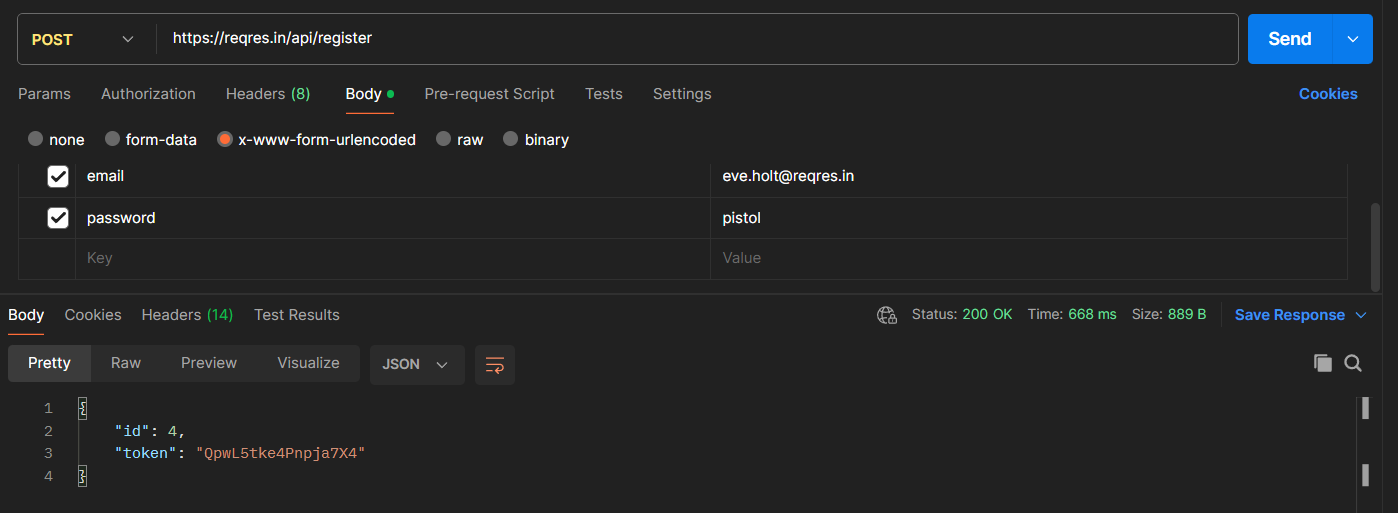 POST https://reqres.in/api/register Send
Params Authorization Headers (8) Body Pre-request Script Tests Settings Cookies
none form-data x-www-form-urlencoded raw binary
email eve.holt@reqres.in
password pistol
Key Value
Body Cookies Headers (14) Test Results Status: 200 OK Time: 668 ms Size: 889 B Save Response
Pretty Raw Preview Visualize JSON
1 {
2 "id": 4,
3 "token": "QpwL5tke4Pnpja7X4"
4 }